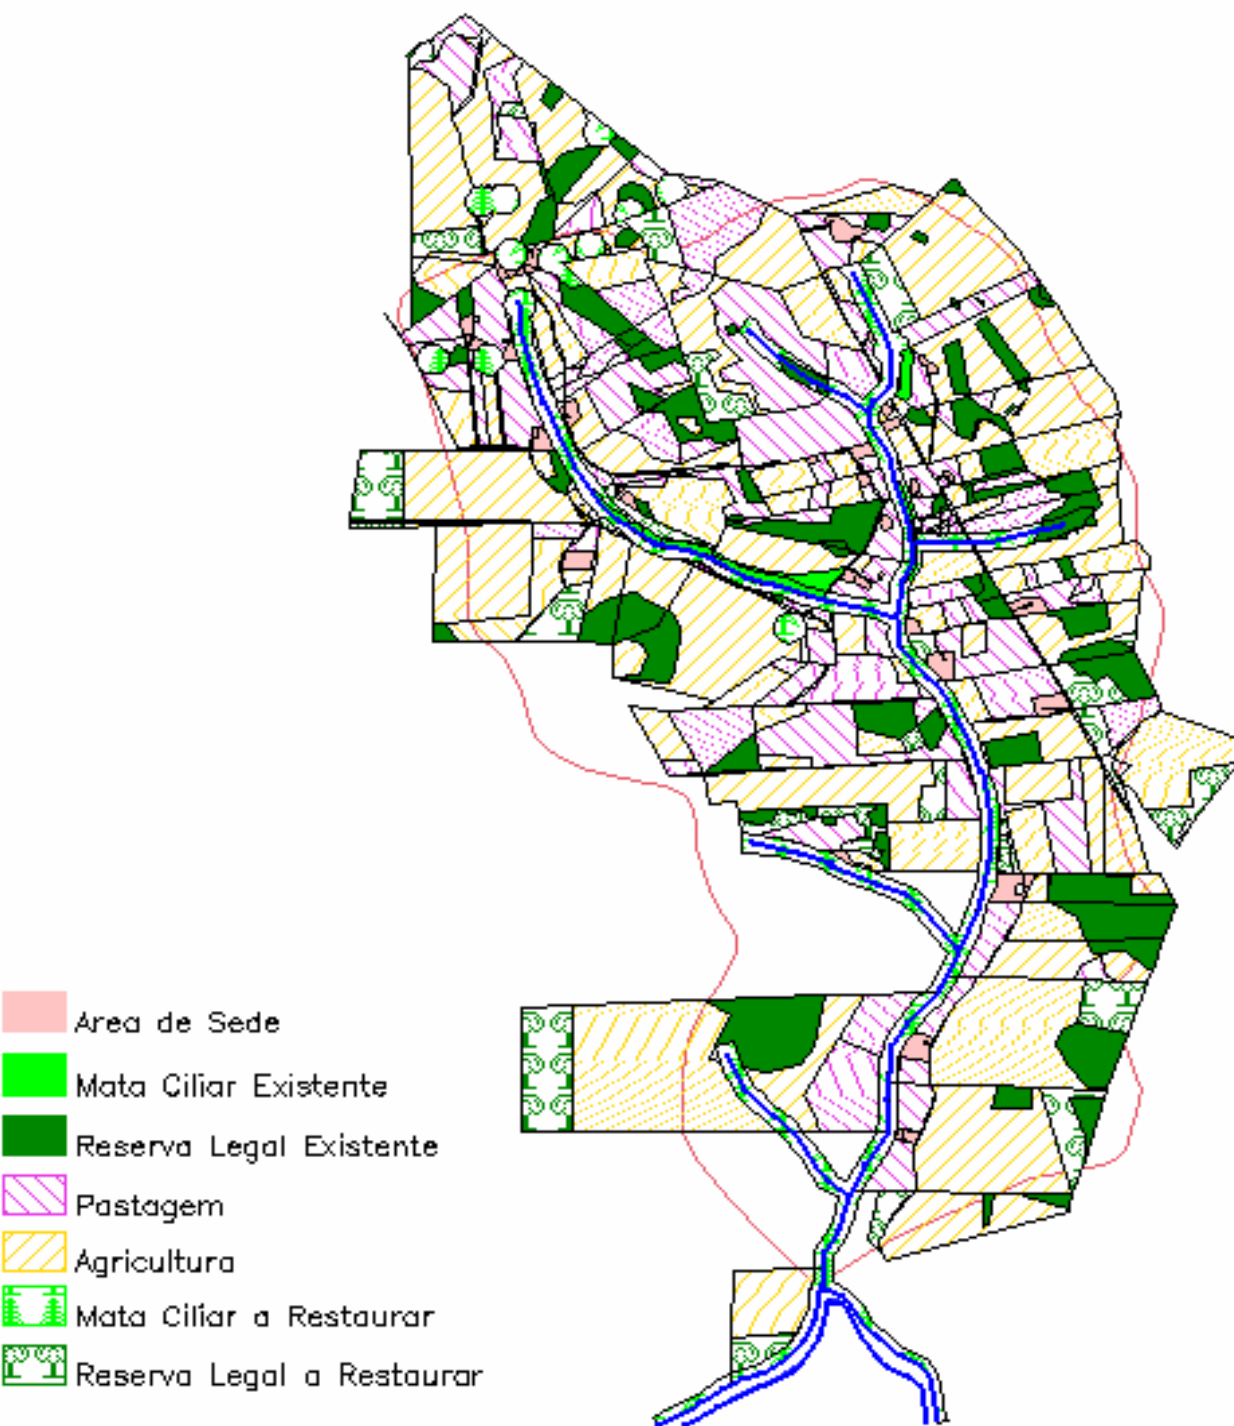 Area de Sede
Mata Ciliar Existente
Reserva Legal Existente
Pastagem
Agricultura
Mata Ciliar a Restaurar
Reserva Legal a Restaurar